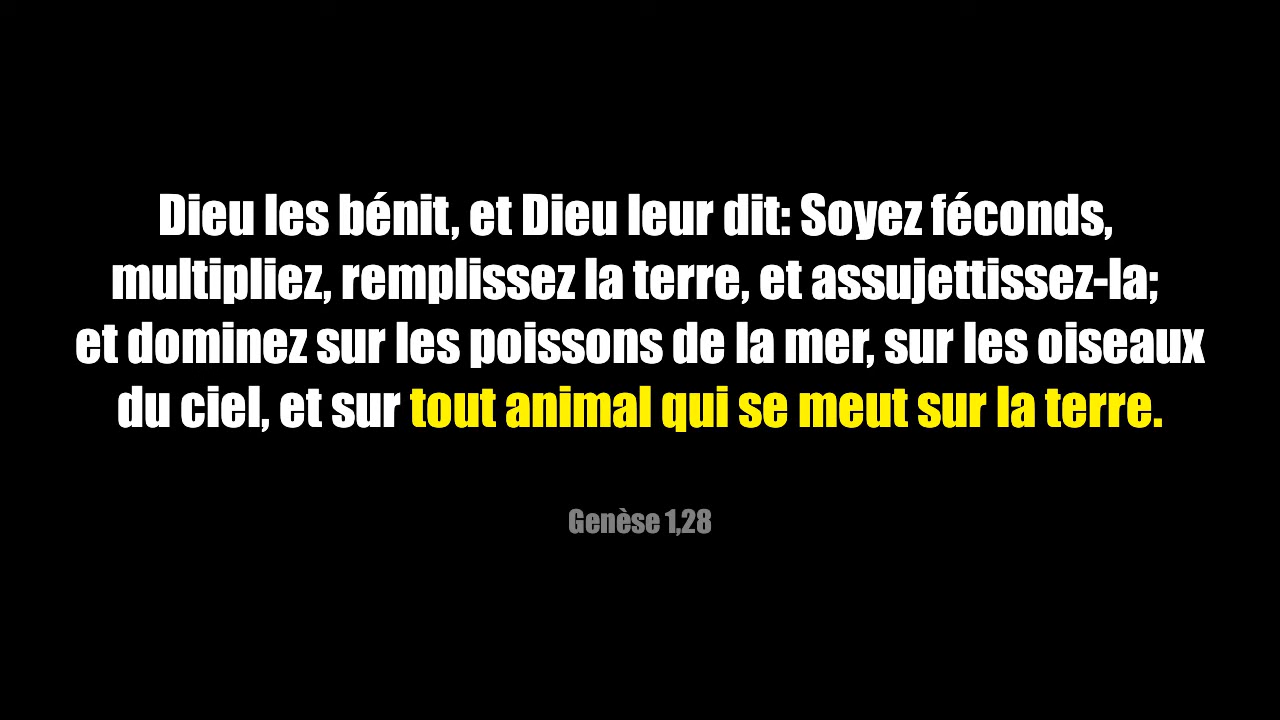 Dieu les bénit, et Dieu leur dit: Soyez féconds,
multipliez, remplissez la terre, et assujettissez-la;
et dominez sur les poissons de la mer, sur les oiseaux
du ciel, et sur tout animal qui se meut sur la terre.
Genèse 1,28